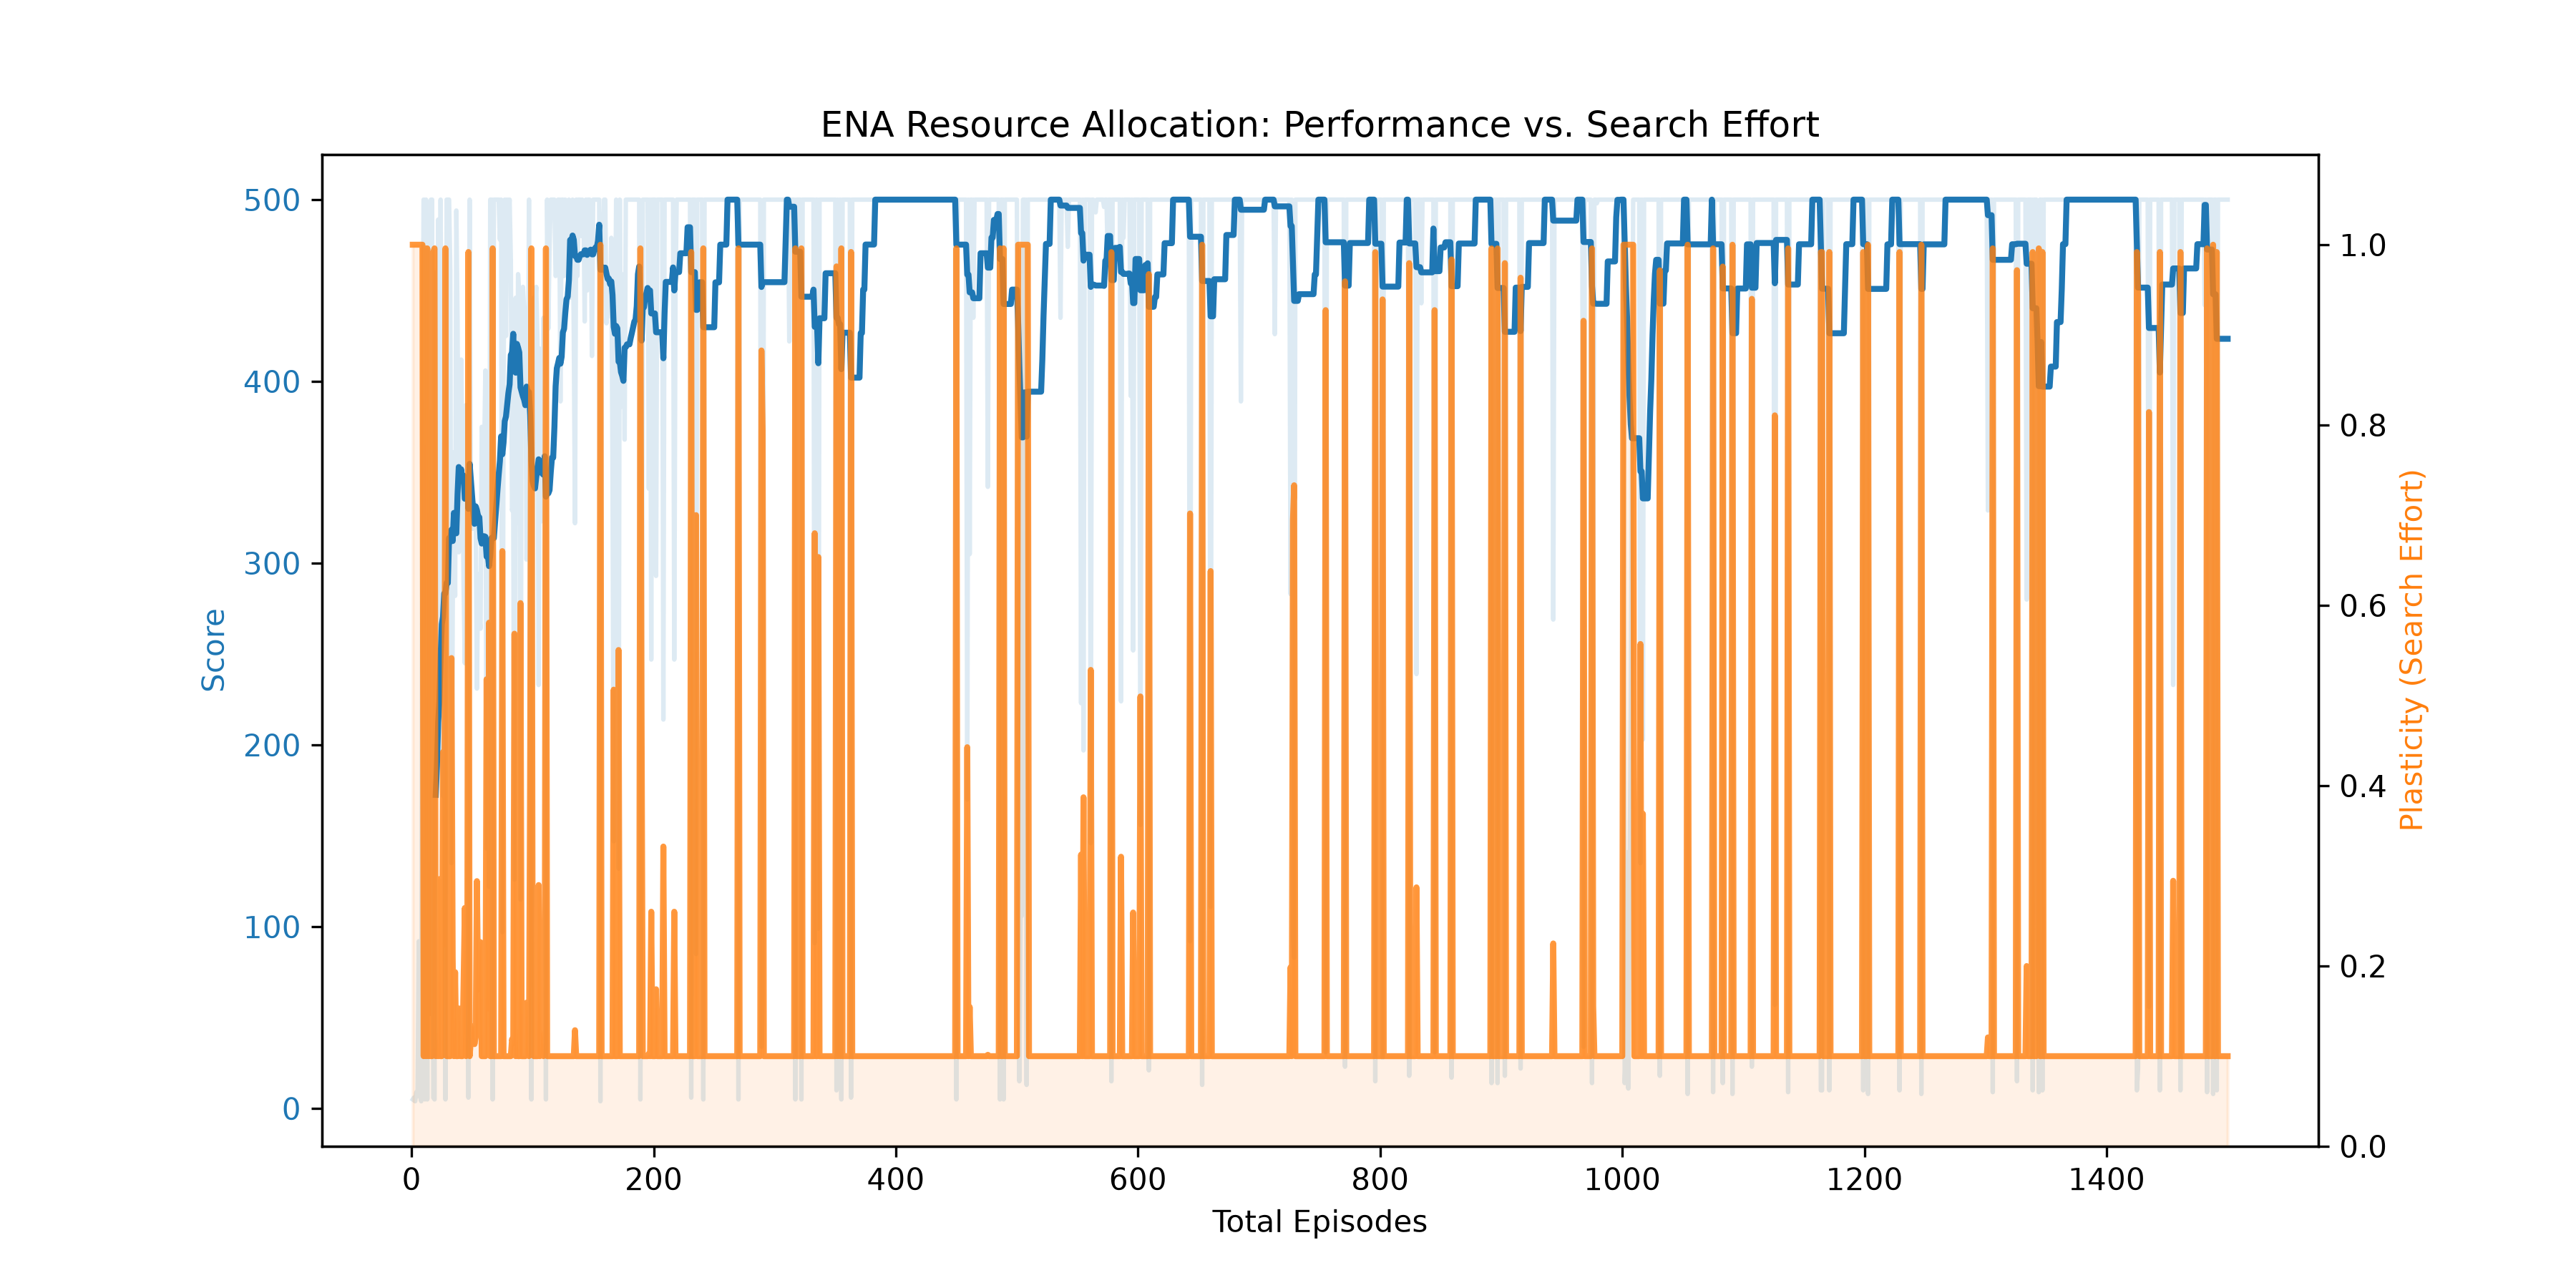 ENA Resource Allocation: Performance vs. Search Effort
500
400
300
200
100
0
Score
1.0
0.8
0.6
0.4
0.2
0.0
Plasticity (Search Effort)
0 200 400 600 800 1000 1200 1400
Total Episodes